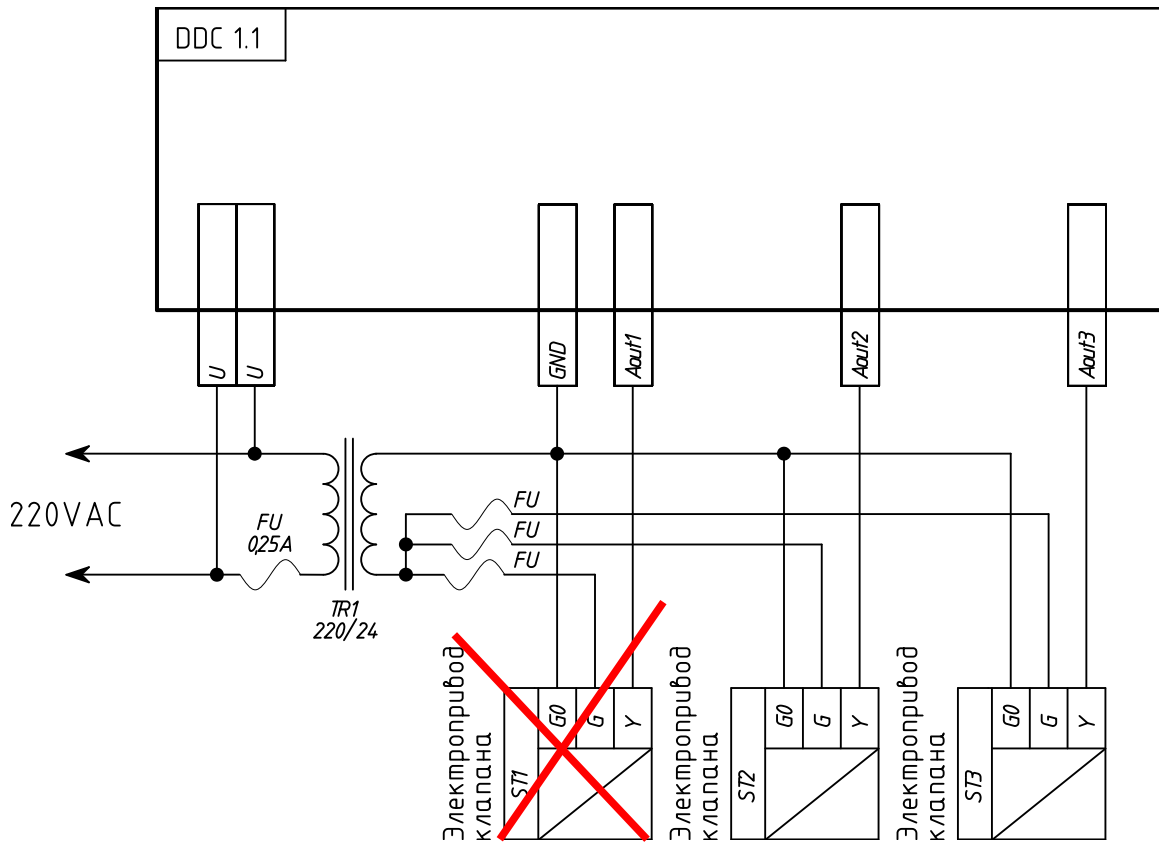 DDC 1.1
U
U
GND
Aout1
Aout2
Aout3
220VAC
FU
0,25A
TR1
220/24
FU
FU
FU
Электропривод
клапана
ST1
G0
G
Y
Электропривод
клапана
ST2
G0
G
Y
Электропривод
клапана
ST3
G0
G
Y